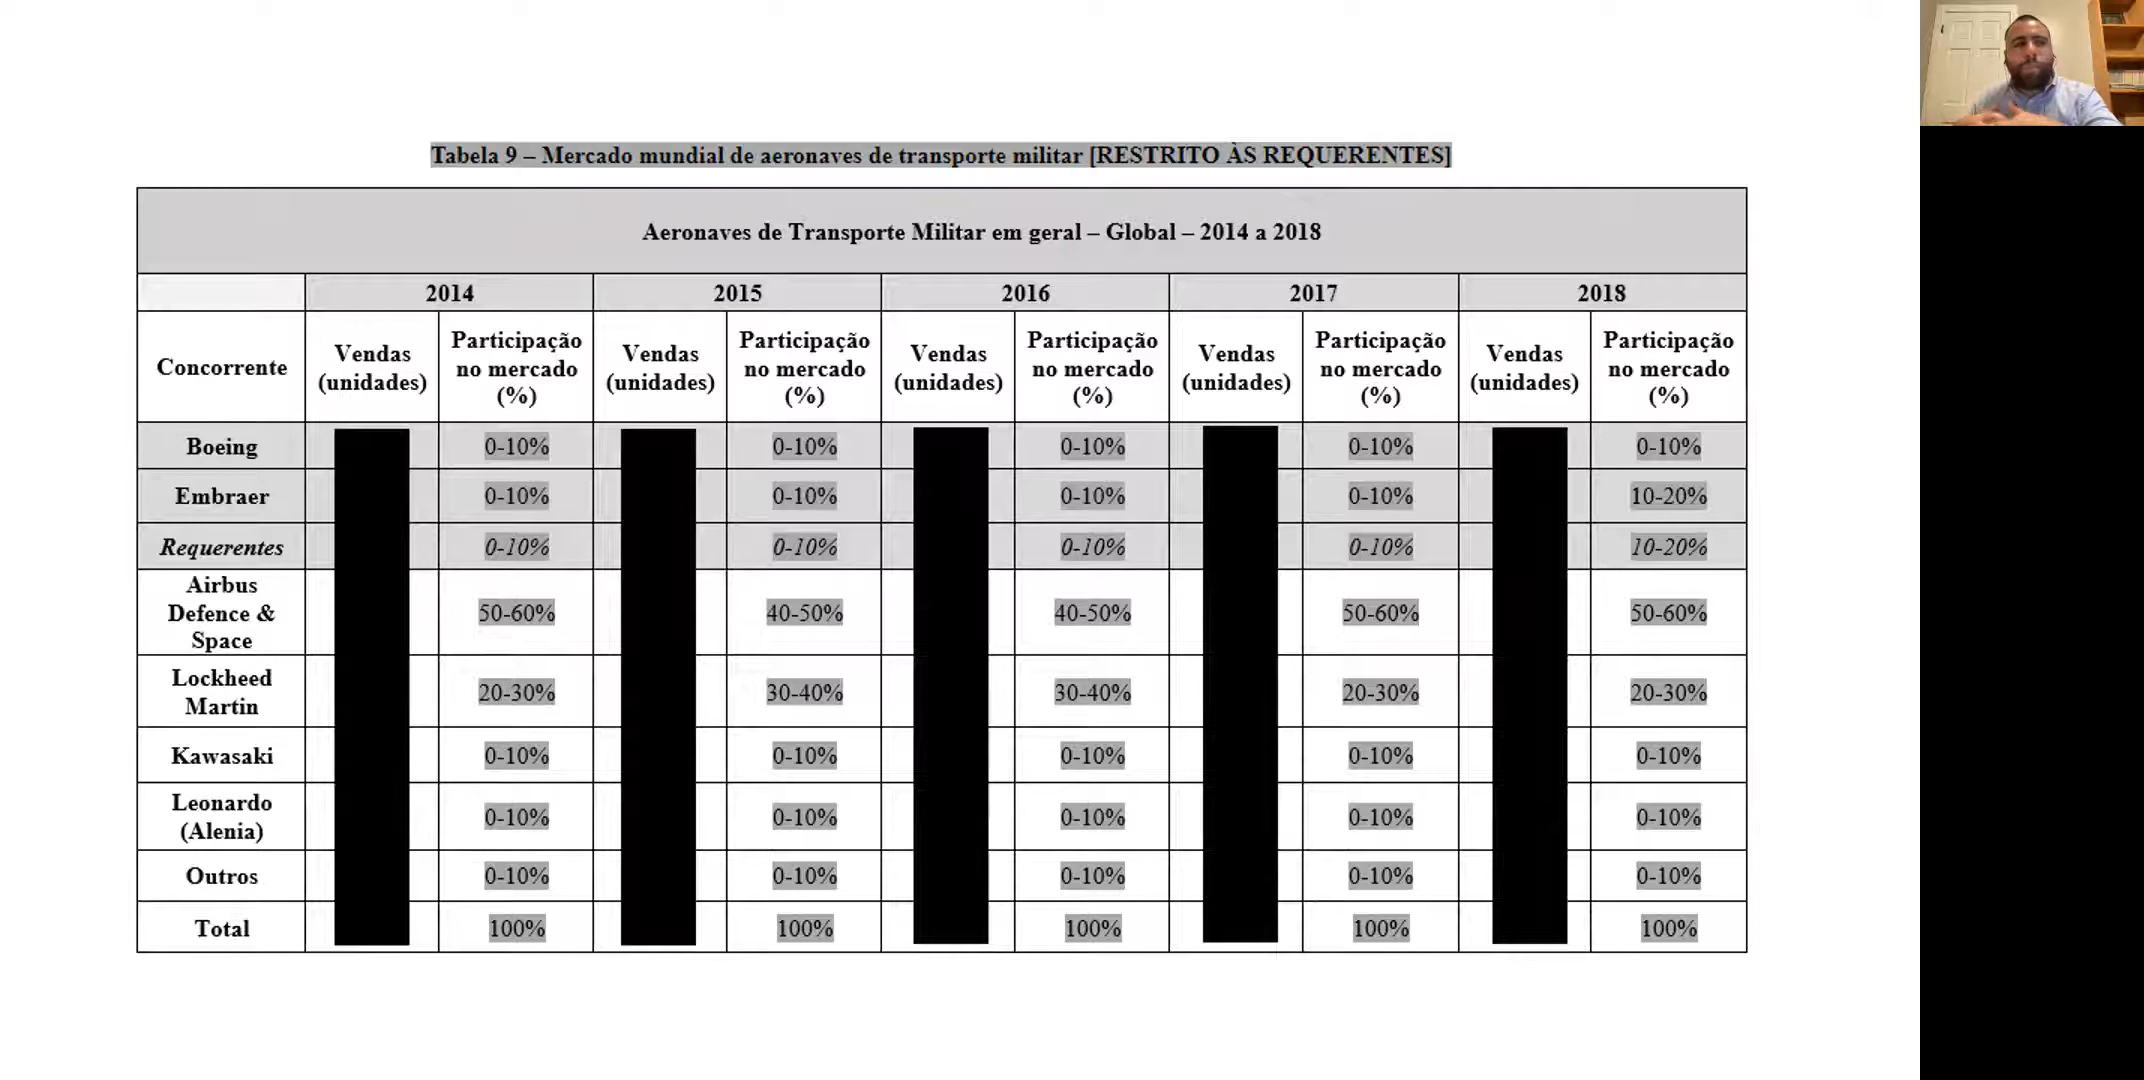 Tabela 9 – Mercado mundial de aeronaves de transporte militar [RESTRITO ÀS REQUERENTES]
Aeronaves de Transporte Militar em geral – Global – 2014 a 2018
2014 2015 2016 2017 2018
Concorrente Vendas (unidades) Participação no mercado (%) Vendas (unidades) Participação no mercado (%) Vendas (unidades) Participação no mercado (%) Vendas (unidades) Participação no mercado (%) Vendas (unidades) Participação no mercado (%)
Boeing 0-10% 0-10% 0-10% 0-10% 0-10%
Embraer 0-10% 0-10% 0-10% 0-10% 10-20%
Requerentes 0-10% 0-10% 0-10% 0-10% 10-20%
Airbus Defence & Space 50-60% 40-50% 40-50% 50-60% 50-60%
Lockheed Martin 20-30% 30-40% 30-40% 20-30% 20-30%
Kawasaki 0-10% 0-10% 0-10% 0-10% 0-10%
Leonardo (Alenia) 0-10% 0-10% 0-10% 0-10% 0-10%
Outros 0-10% 0-10% 0-10% 0-10% 0-10%
Total 100% 100% 100% 100% 100%